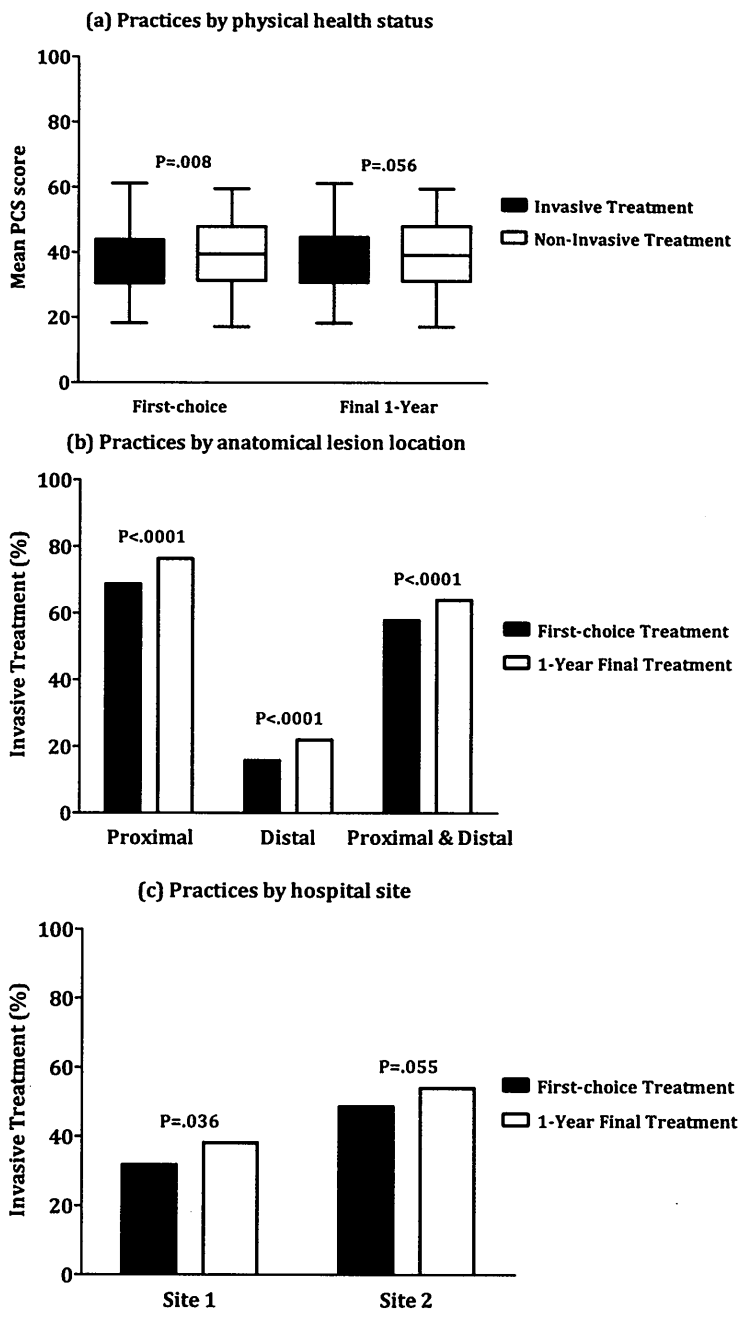 (a) Practices by physical health status
100
80
60
40
20
0
Mean PCS score
P=.008
P=.056
Invasive Treatment
Non-Invasive Treatment
First-choice
Final 1-Year
(b) Practices by anatomical lesion location
100
80
60
40
20
0
Invasive Treatment (%)
P<.0001
P<.0001
P<.0001
First-choice Treatment
1-Year Final Treatment
Proximal
Distal
Proximal & Distal
(c) Practices by hospital site
100
80
60
40
20
0
Invasive Treatment (%)
P=.036
P=.055
First-choice Treatment
1-Year Final Treatment
Site 1
Site 2